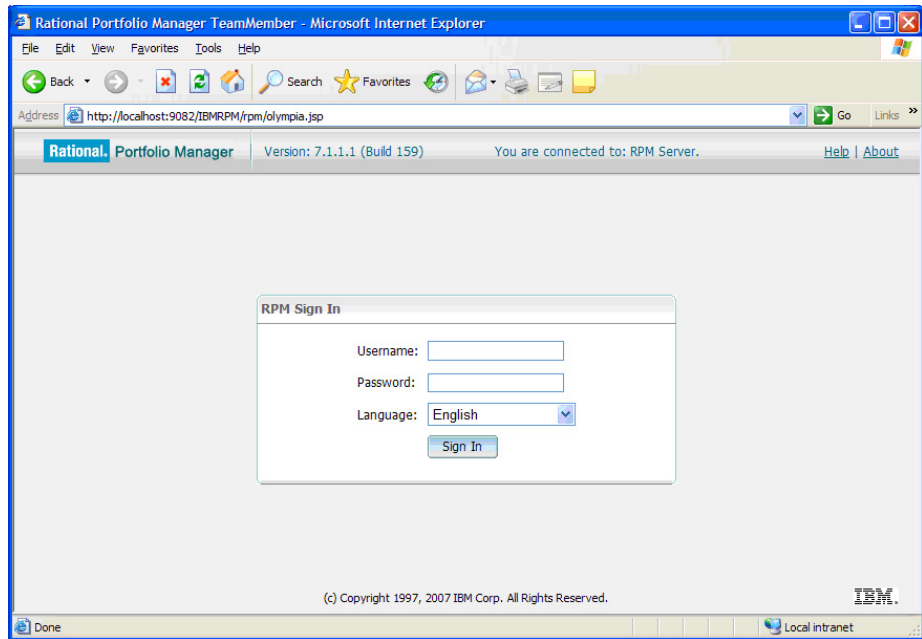 Rational Portfolio Manager TeamMember - Microsoft Internet Explorer
File Edit View Favorites Tools Help
Back Search Favorites
Address http://localhost:9082/IBMRPM/rpm/olympia.jsp Go Links »
Rational. Portfolio Manager Version: 7.1.1.1 (Build 159) You are connected to: RPM Server. Help | About
RPM Sign In
Username:
Password:
Language: English
Sign In
(c) Copyright 1997, 2007 IBM Corp. All Rights Reserved. IBM.
Done Local intranet